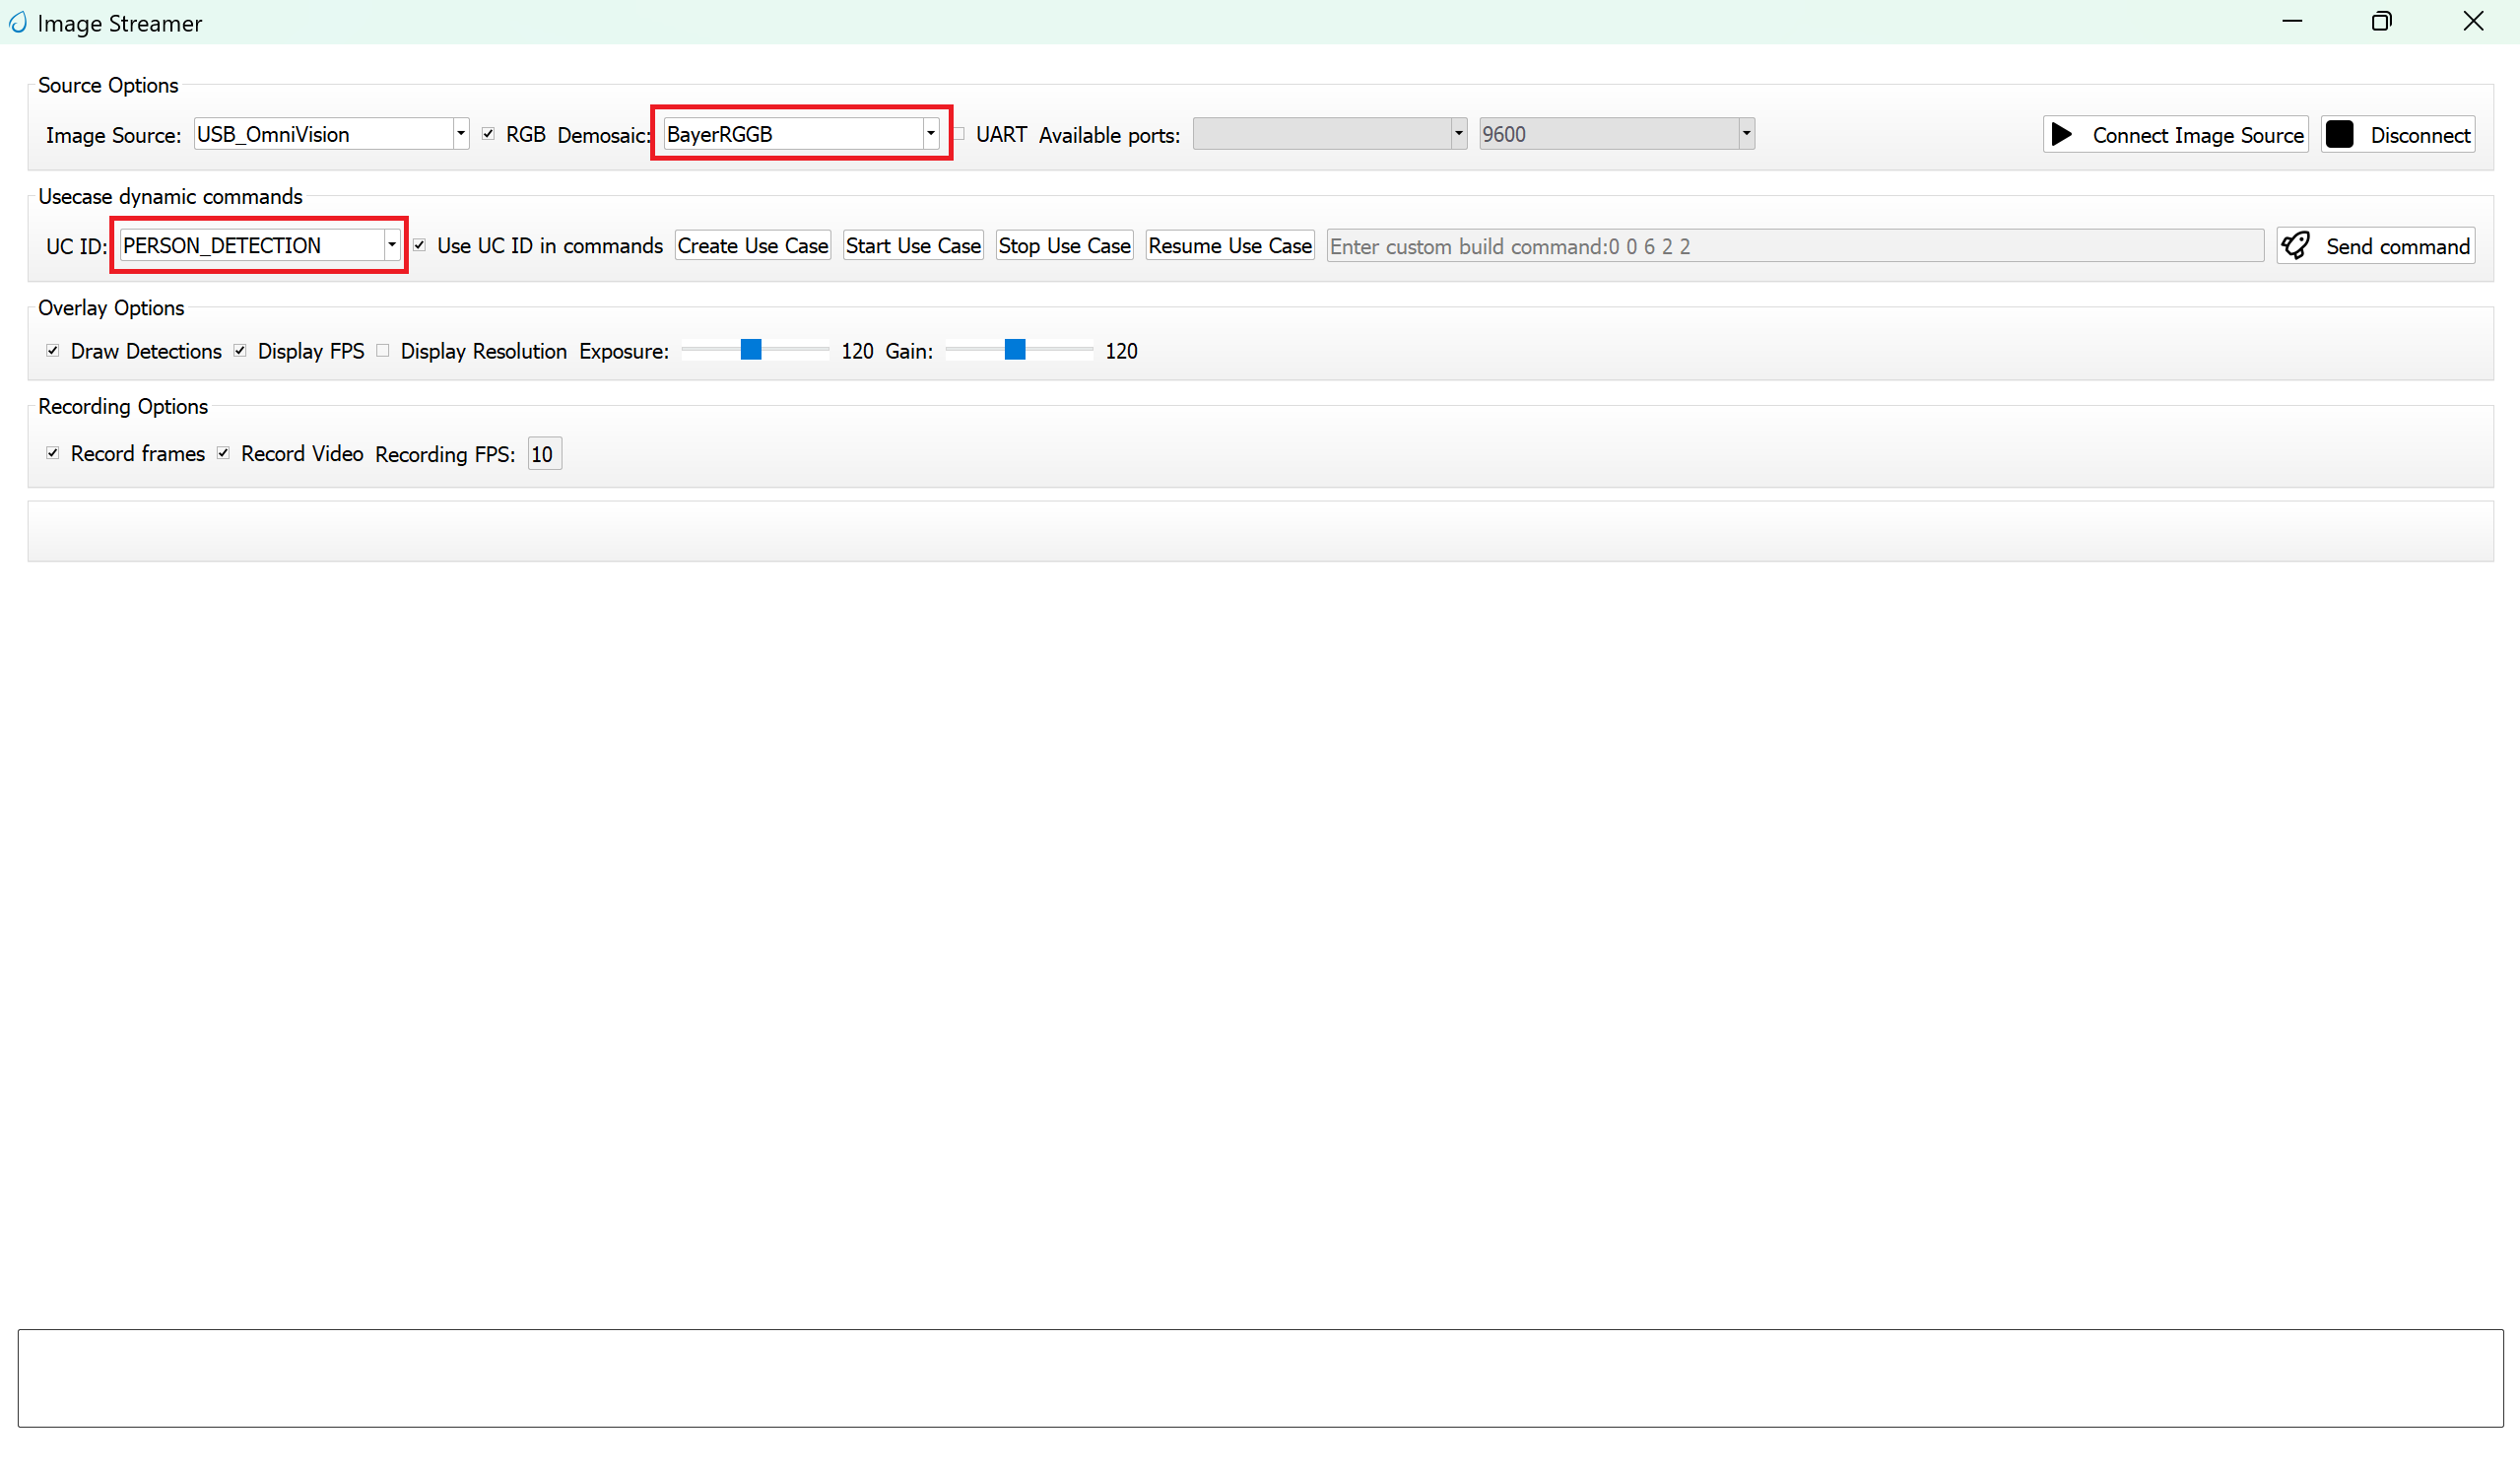 Image Streamer
Source Options
Image Source: USB_OmniVision RGB Demosaic: BayerRGGB UART Available ports: 9600 Connect Image Source Disconnect
Usecase dynamic commands
UC ID: PERSON_DETECTION Use UC ID in commands Create Use Case Start Use Case Stop Use Case Resume Use Case Enter custom build command:0 0 6 2 2 Send command
Overlay Options
Draw Detections Display FPS Display Resolution Exposure: 120 Gain: 120
Recording Options
Record frames Record Video Recording FPS: 10